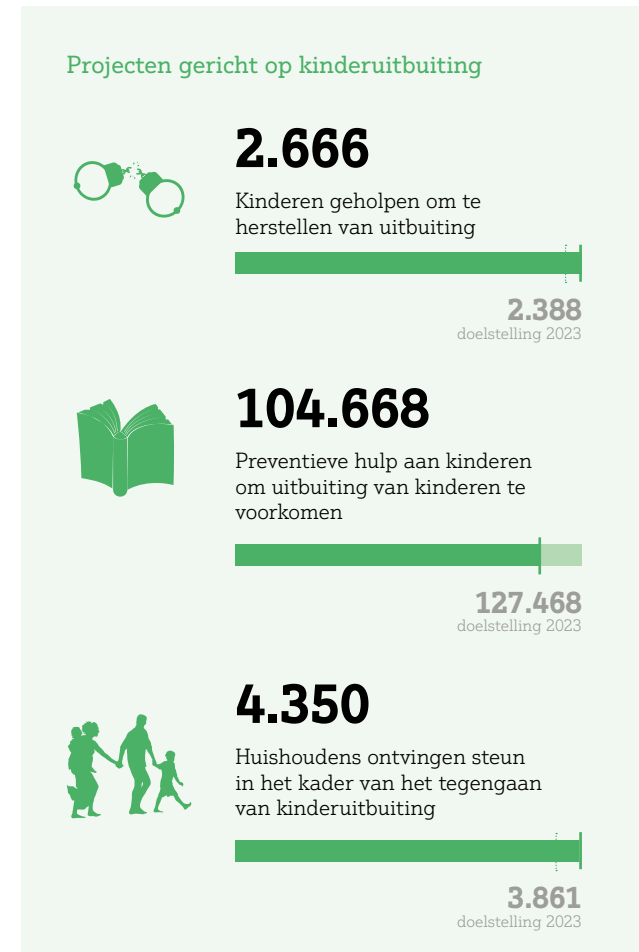 Projecten gericht op kinderuitbuiting
2.666
Kinderen geholpen om te
herstellen van uitbuiting
2.388
doelstelling 2023
104.668
Preventieve hulp aan kinderen
om uitbuiting van kinderen te
voorkomen
127.468
doelstelling 2023
4.350
Huishoudens ontvingen steun
in het kader van het tegengaan
van kinderuitbuiting
3.861
doelstelling 2023